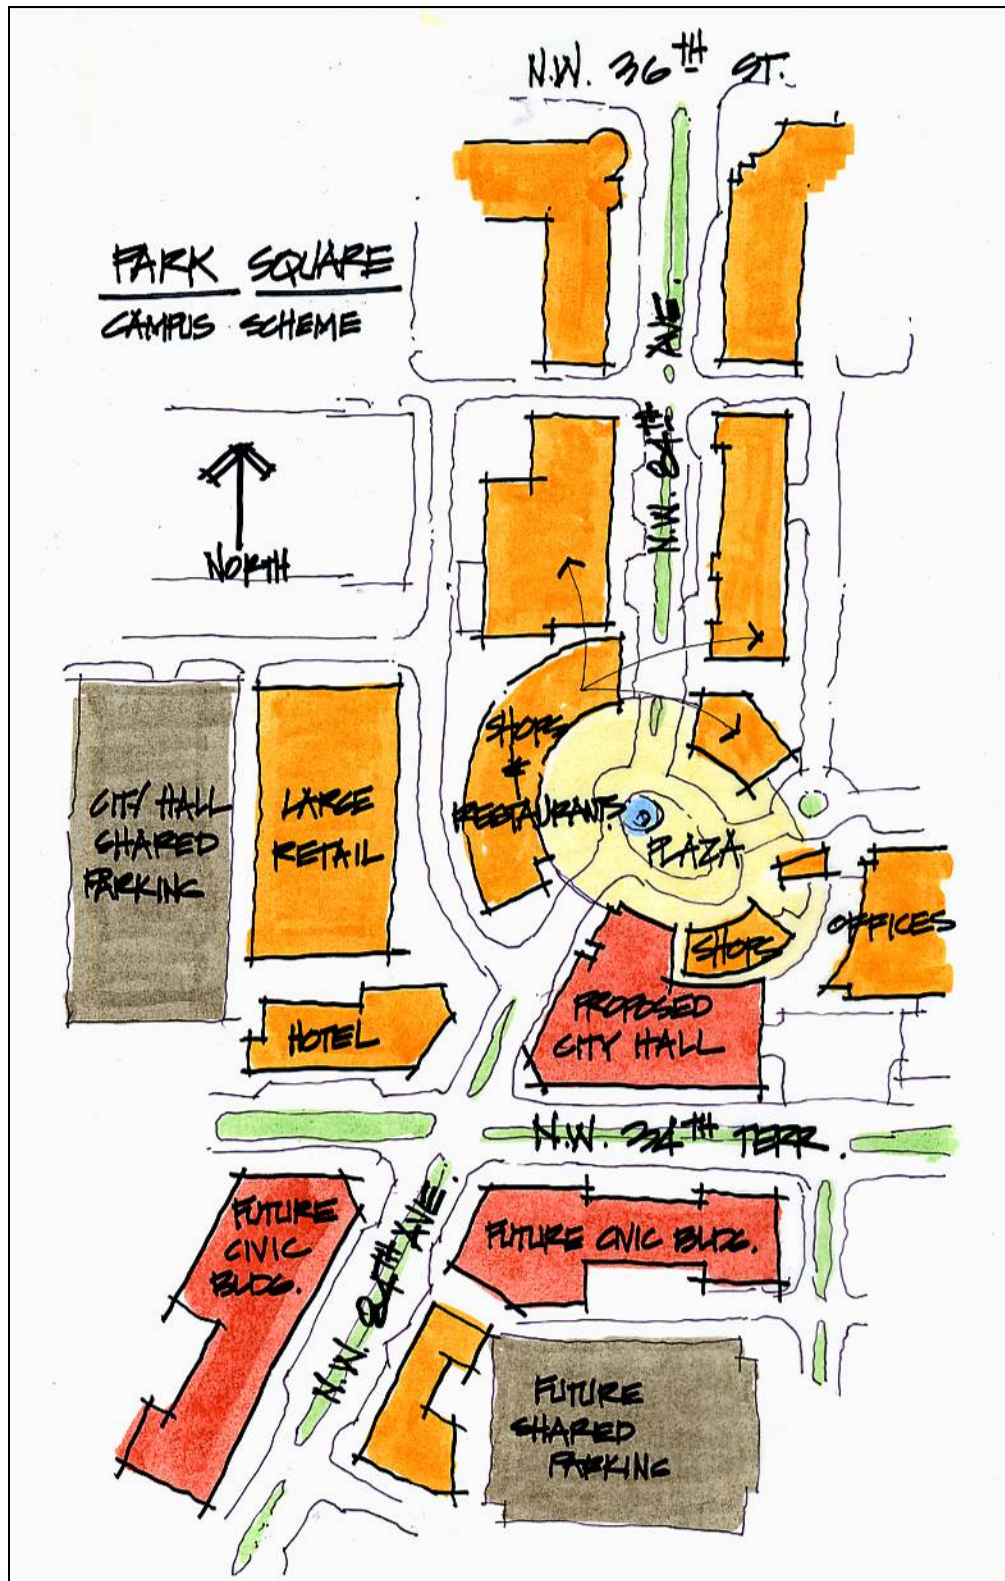 N.W. 36TH ST.
PARK SQUARE
CAMPUS SCHEME
N.W. 84TH AVE.
NORTH
SHOPS
&
RESTAURANTS
CITY HALL
SHARED
PARKING
LARGE
RETAIL
PLAZA
OFFICES
SHOPS
PROPOSED
CITY HALL
HOTEL
N.W. 34TH TERR.
FUTURE
CIVIC
BLDG.
FUTURE CIVIC BLDG.
N.W. 84TH AVE.
FUTURE
SHARED
PARKING